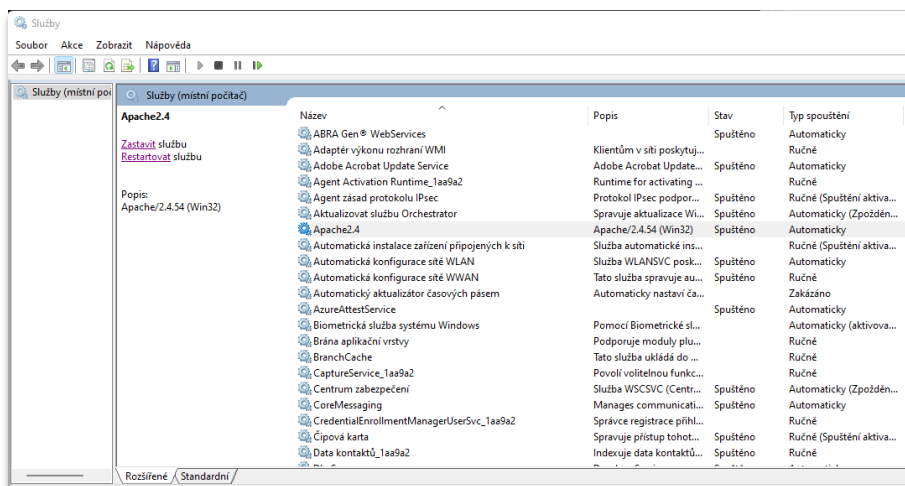 Služby
Soubor Akce Zobrazit Nápověda
Služby (místní poč
Služby (místní počítač)
Apache2.4
Zastavit službu
Restartovat službu
Popis:
Apache/2.4.54 (Win32)
Název Popis Stav Typ spouštění
ABRA Gen® WebServices Spuštěno Automaticky
Adaptér výkonu rozhraní WMI Klientům v síti poskytuj... Ručně
Adobe Acrobat Update Service Adobe Acrobat Update... Spuštěno Automaticky
Agent Activation Runtime_1aa9a2 Runtime for activating ... Ručně
Agent zásad protokolu IPsec Protokol IPsec podpor... Spuštěno Ručně (Spuštění aktiva...
Aktualizovat službu Orchestrator Spravuje aktualizace Wi... Spuštěno Automaticky (Zpožděn...
Apache2.4 Apache/2.4.54 (Win32) Spuštěno Automaticky
Automatická instalace zařízení připojených k síti Služba automatické ins... Ručně (Spuštění aktiva...
Automatická konfigurace sítě WLAN Služba WLANSVC posk... Spuštěno Automaticky
Automatická konfigurace sítě WWAN Tato služba spravuje au... Spuštěno Ručně
Automatický aktualizátor časových pásem Automaticky nastaví ča... Zakázáno
AzureAttestService Spuštěno Automaticky
Biometrická služba systému Windows Pomocí Biometrické sl... Automaticky (aktivova...
Brána aplikační vrstvy Podporuje moduly plu... Ručně
BranchCache Tato služba ukládá do ... Ručně
CaptureService_1aa9a2 Povolí volitelnou funkc... Ručně
Centrum zabezpečení Služba WSCSVC (Centr... Spuštěno Automaticky (Zpožděn...
CoreMessaging Manages communicati... Spuštěno Automaticky
CredentialEnrollmentManagerUserSvc_1aa9a2 Správce registrace přihl... Ručně
Čipová karta Spravuje přístup tohot... Spuštěno Ručně (Spuštění aktiva...
Data kontaktů_1aa9a2 Indexuje data kontaktů... Spuštěno Ručně
Rozšířené Standardní